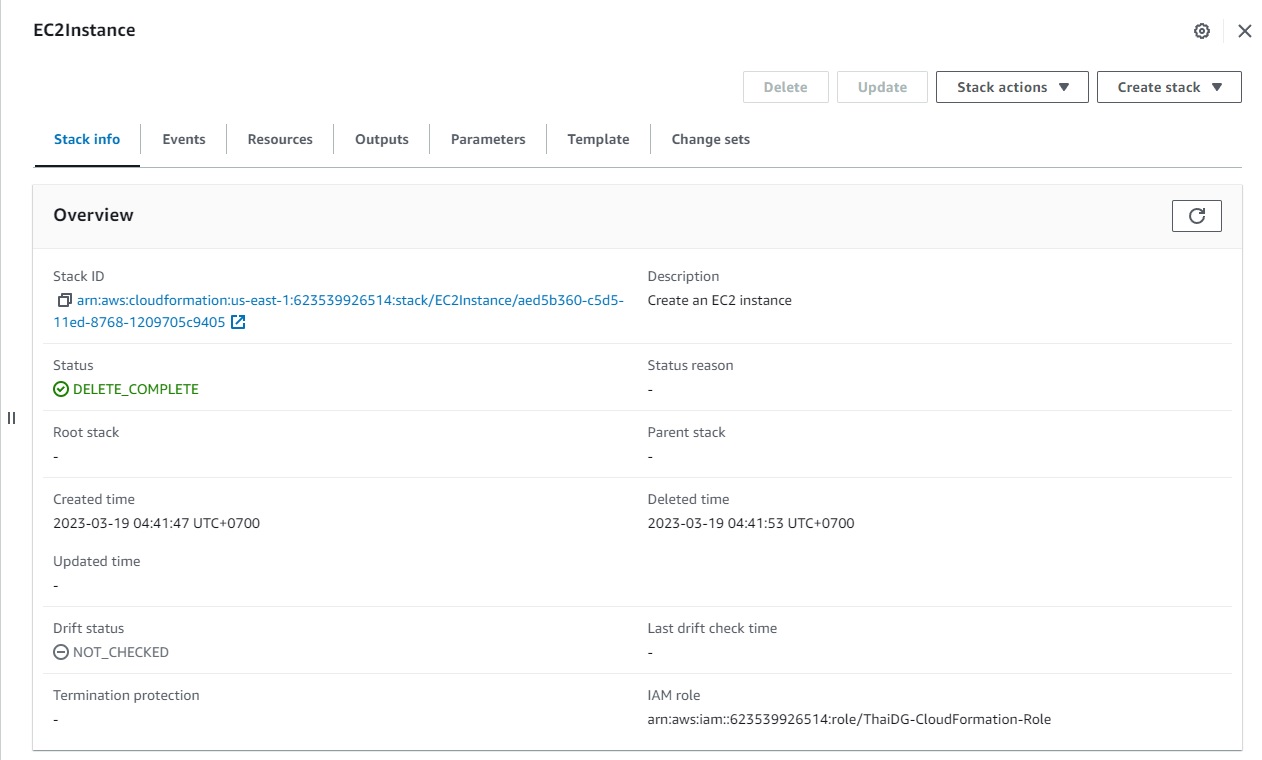 EC2Instance
Delete
Update
Stack actions
Create stack
Stack info
Events
Resources
Outputs
Parameters
Template
Change sets
Overview
Stack ID
arn:aws:cloudformation:us-east-1:623539926514:stack/EC2Instance/aed5b360-c5d5-
11ed-8768-1209705c9405
Description
Create an EC2 instance
Status
DELETE_COMPLETE
Status reason
-
Root stack
-
Parent stack
-
Created time
2023-03-19 04:41:47 UTC+0700
Deleted time
2023-03-19 04:41:53 UTC+0700
Updated time
-
Drift status
NOT_CHECKED
Last drift check time
-
Termination protection
-
IAM role
arn:aws:iam::623539926514:role/ThaiDG-CloudFormation-Role